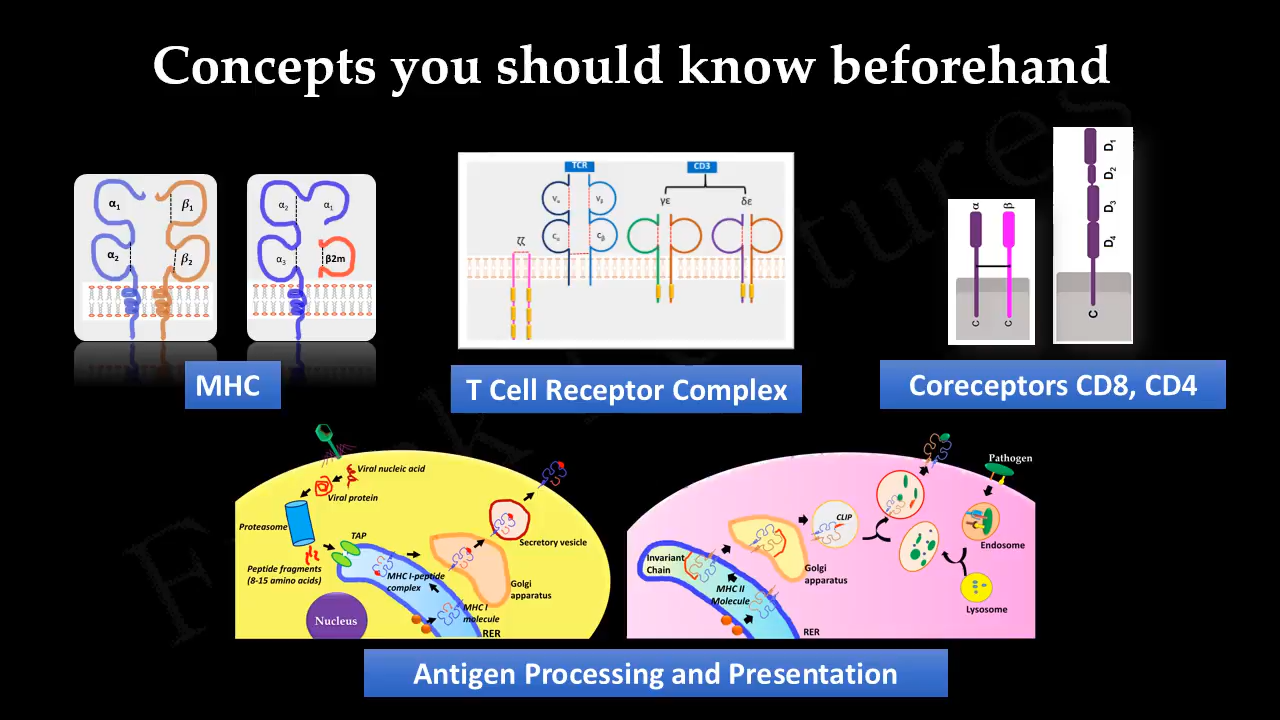 Concepts you should know beforehand
α1
β1
α2
β2
α2
α1
α3
β2m
MHC
TCR
CD3
Vα
Vβ
γε
δε
Cα
Cβ
ζζ
T Cell Receptor Complex
α
β
C
C
D1
D2
D3
D4
C
Coreceptors CD8, CD4
Viral nucleic acid
Viral protein
Proteasome
TAP
Peptide fragments
(8-15 amino acids)
MHC I-peptide
complex
MHC I
molecule
Secretory vesicle
Golgi
apparatus
Nucleus
RER
Pathogen
CLIP
Endosome
Invariant
Chain
Golgi
apparatus
MHC II
Molecule
Lysosome
RER
Antigen Processing and Presentation